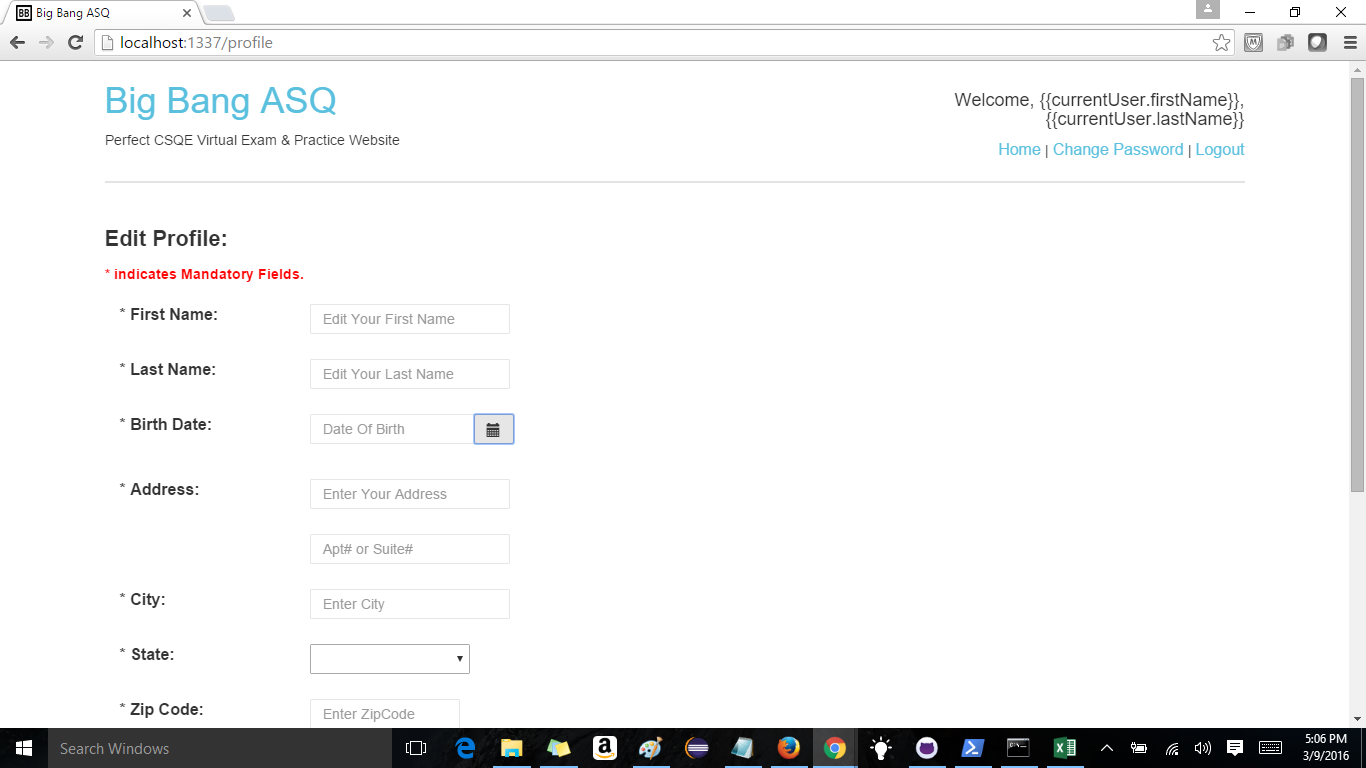 BB Big Bang ASQ
localhost:1337/profile
Big Bang ASQ
Perfect CSQE Virtual Exam & Practice Website
Welcome, {{currentUser.firstName}},
{{currentUser.lastName}}
Home | Change Password | Logout
Edit Profile:
* indicates Mandatory Fields.
* First Name:
Edit Your First Name
* Last Name:
Edit Your Last Name
* Birth Date:
Date Of Birth
* Address:
Enter Your Address
Apt# or Suite#
* City:
Enter City
* State:
* Zip Code:
Enter ZipCode
Search Windows
5:06 PM
3/9/2016